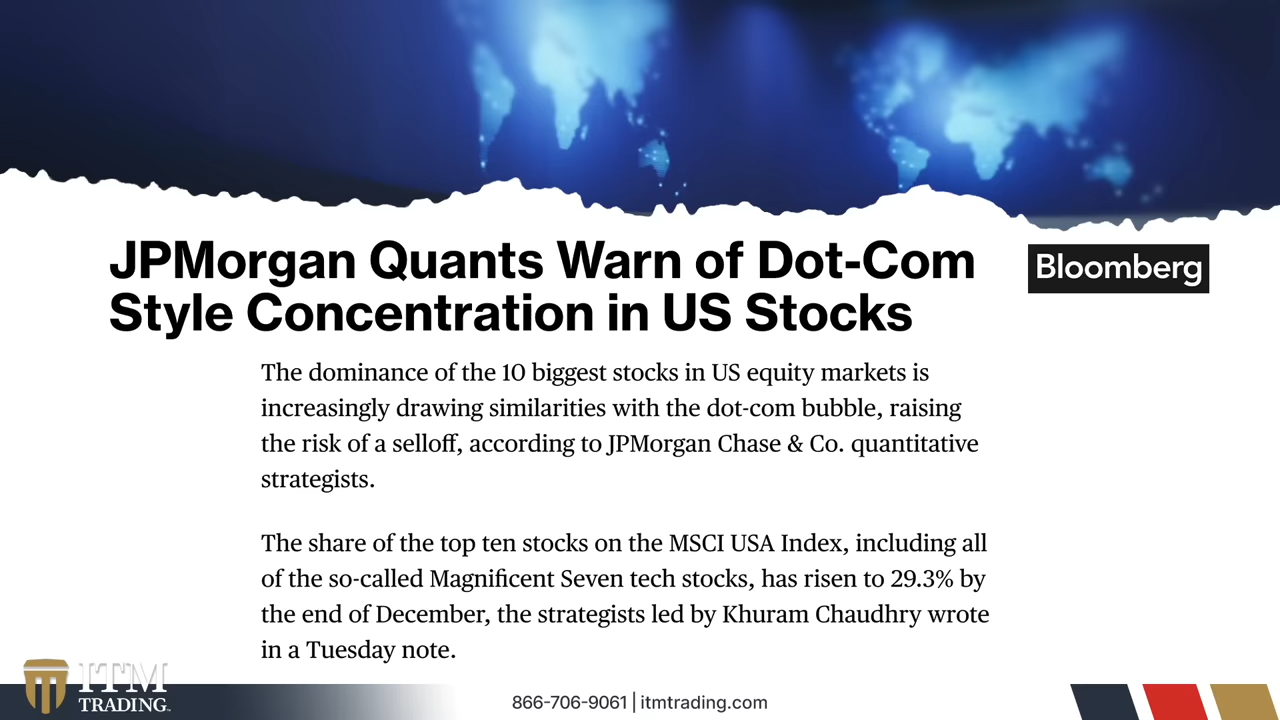 JPMorgan Quants Warn of Dot-Com
Style Concentration in US Stocks
Bloomberg
The dominance of the 10 biggest stocks in US equity markets is
increasingly drawing similarities with the dot-com bubble, raising
the risk of a selloff, according to JPMorgan Chase & Co. quantitative
strategists.
The share of the top ten stocks on the MSCI USA Index, including all
of the so-called Magnificent Seven tech stocks, has risen to 29.3% by
the end of December, the strategists led by Khuram Chaudhry wrote
in a Tuesday note.
ITM
TRADING™
866-706-9061 | itmtrading.com